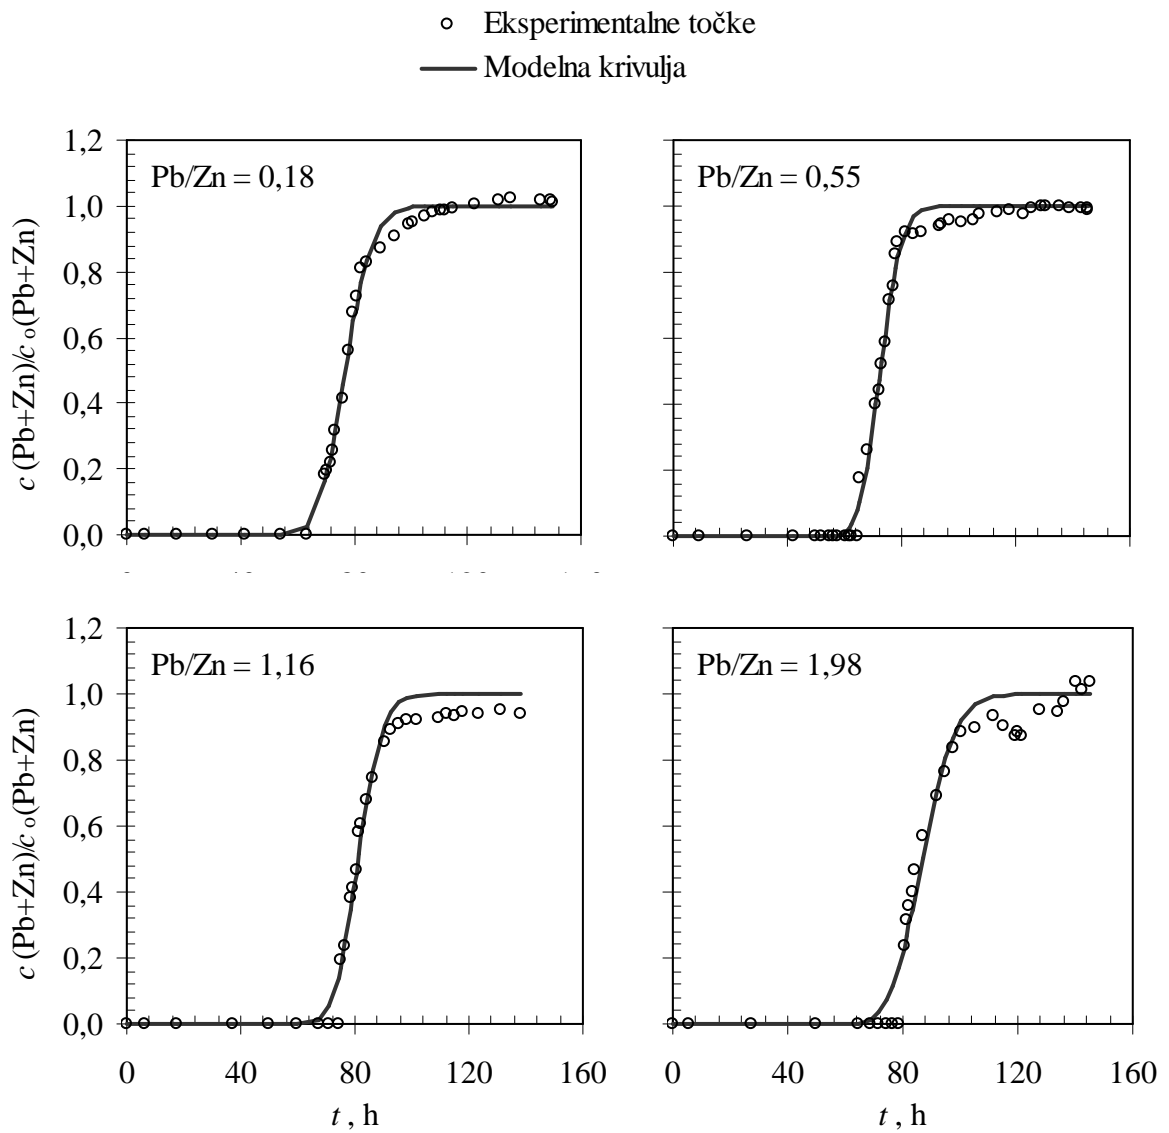 Eksperimentalne točke
Modelna krivulja
1,2
1,0
0,8
0,6
0,4
0,2
0,0
c (Pb+Zn)/c o(Pb+Zn)
Pb/Zn = 0,18
Pb/Zn = 0,55
1,2
1,0
0,8
0,6
0,4
0,2
0,0
c (Pb+Zn)/c o(Pb+Zn)
Pb/Zn = 1,16
Pb/Zn = 1,98
0 40 80 120 160
0 40 80 120 160
t , h
t , h